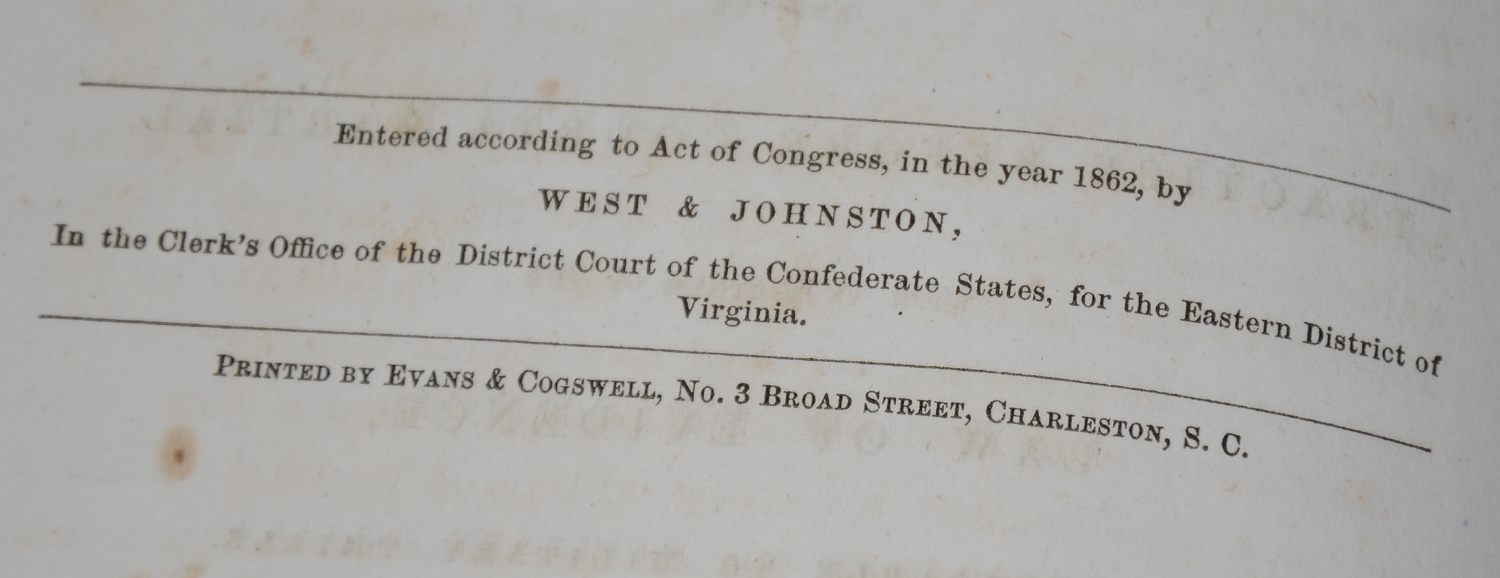 Entered according to Act of Congress, in the year 1862, by
WEST & JOHNSTON,
In the Clerk's Office of the District Court of the Confederate States, for the Eastern District of
Virginia.
PRINTED BY EVANS & COGSWELL, NO. 3 BROAD STREET, CHARLESTON, S. C.